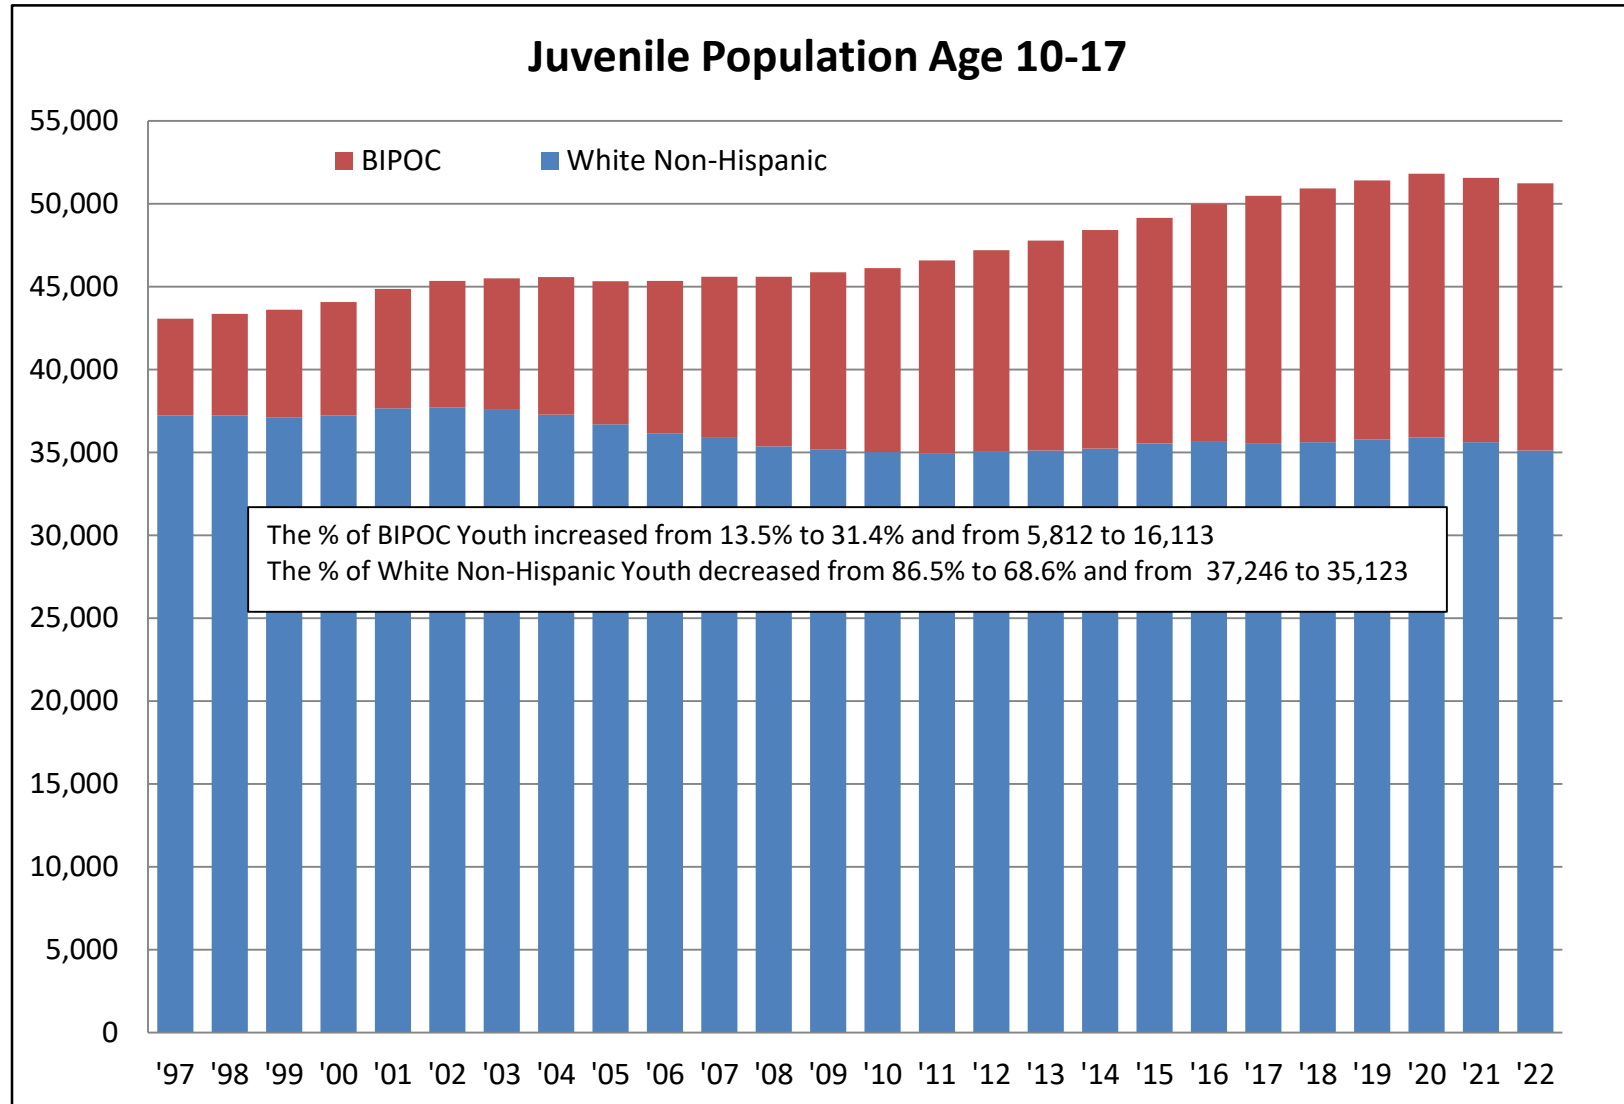 Juvenile Population Age 10-17
55,000
50,000
45,000
40,000
35,000
30,000
25,000
20,000
15,000
10,000
5,000
0
BIPOC White Non-Hispanic
The % of BIPOC Youth increased from 13.5% to 31.4% and from 5,812 to 16,113
The % of White Non-Hispanic Youth decreased from 86.5% to 68.6% and from  37,246 to 35,123
'97 '98 '99 '00 '01 '02 '03 '04 '05 '06 '07 '08 '09 '10 '11 '12 '13 '14 '15 '16 '17 '18 '19 '20 '21 '22